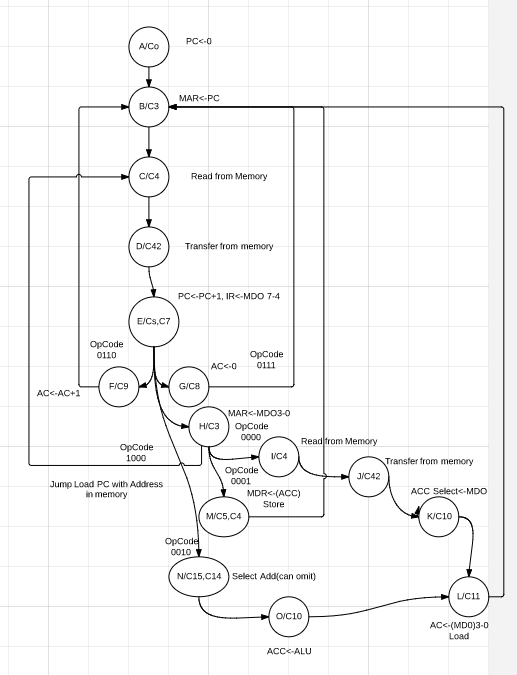 A/Co
PC<-0
MAR<-PC
B/C3
C/C4
Read from Memory
D/C42
Transfer from memory
PC<-PC+1, IR<-MDO 7-4
E/Cs,C7
OpCode
0110
OpCode
0111
AC<-0
AC<-AC+1
F/C9
G/C8
MAR<-MDO3-0
H/C3
OpCode
0000
Read from Memory
OpCode
1000
I/C4
Transfer from memory
OpCode
0001
J/C42
Jump Load PC with Address
in memory
MDR<-(ACC)
Store
ACC Select<-MDO
M/C5,C4
K/C10
OpCode
0010
N/C15,C14
Select Add(can omit)
L/C11
O/C10
AC<-(MD0)3-0
Load
ACC<-ALU